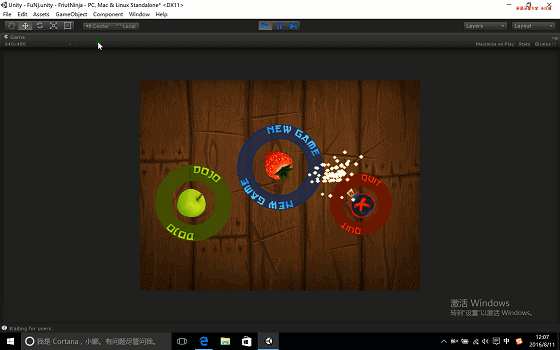 Unity - FuNj.unity - FriutNinja - PC, Mac & Linux Standalone* <DX11>
File Edit Assets GameObject Component Window Help
Center Local Layers Layout
Game
640x480 Maximize on Play Stats Gizmos
NEW GAME
DOJO
QUIT
NEW GAME
DOJO
QUIT
激活 Windows
转到"设置"以激活 Windows。
Waiting for users.
我是 Cortana，小娜。有问题尽管问我。
中
12:07
2016/8/11